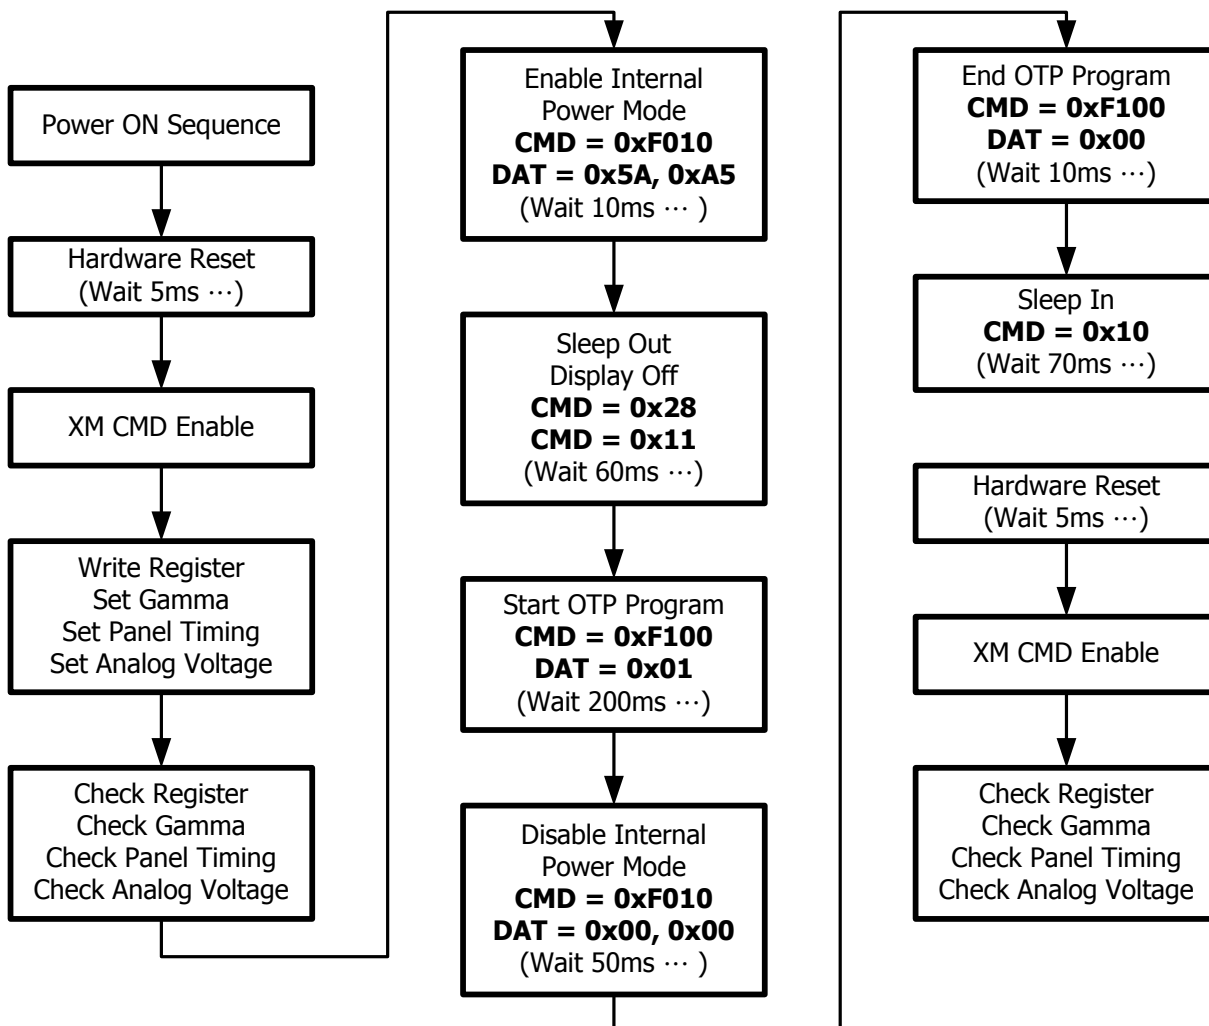 Power ON Sequence
Hardware Reset
(Wait 5ms ⋯)
XM CMD Enable
Write Register
Set Gamma
Set Panel Timing
Set Analog Voltage
Check Register
Check Gamma
Check Panel Timing
Check Analog Voltage
Enable Internal
Power Mode
CMD = 0xF010
DAT = 0x5A, 0xA5
(Wait 10ms ⋯ )
Sleep Out
Display Off
CMD = 0x28
CMD = 0x11
(Wait 60ms ⋯)
Start OTP Program
CMD = 0xF100
DAT = 0x01
(Wait 200ms ⋯)
Disable Internal
Power Mode
CMD = 0xF010
DAT = 0x00, 0x00
(Wait 50ms ⋯ )
End OTP Program
CMD = 0xF100
DAT = 0x00
(Wait 10ms ⋯)
Sleep In
CMD = 0x10
(Wait 70ms ⋯)
Hardware Reset
(Wait 5ms ⋯)
XM CMD Enable
Check Register
Check Gamma
Check Panel Timing
Check Analog Voltage